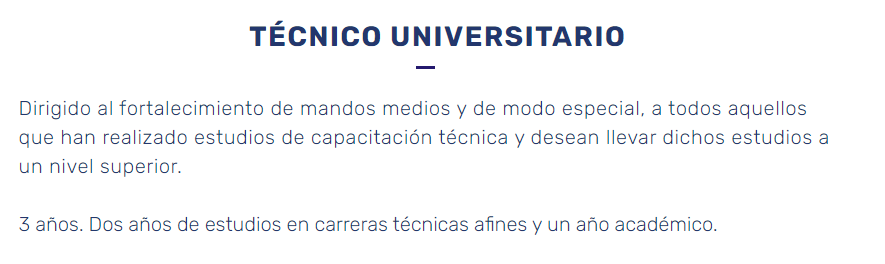 TÉCNICO UNIVERSITARIO
Dirigido al fortalecimiento de mandos medios y de modo especial, a todos aquellos
que han realizado estudios de capacitación técnica y desean llevar dichos estudios a
un nivel superior.
3 años. Dos años de estudios en carreras técnicas afines y un año académico.